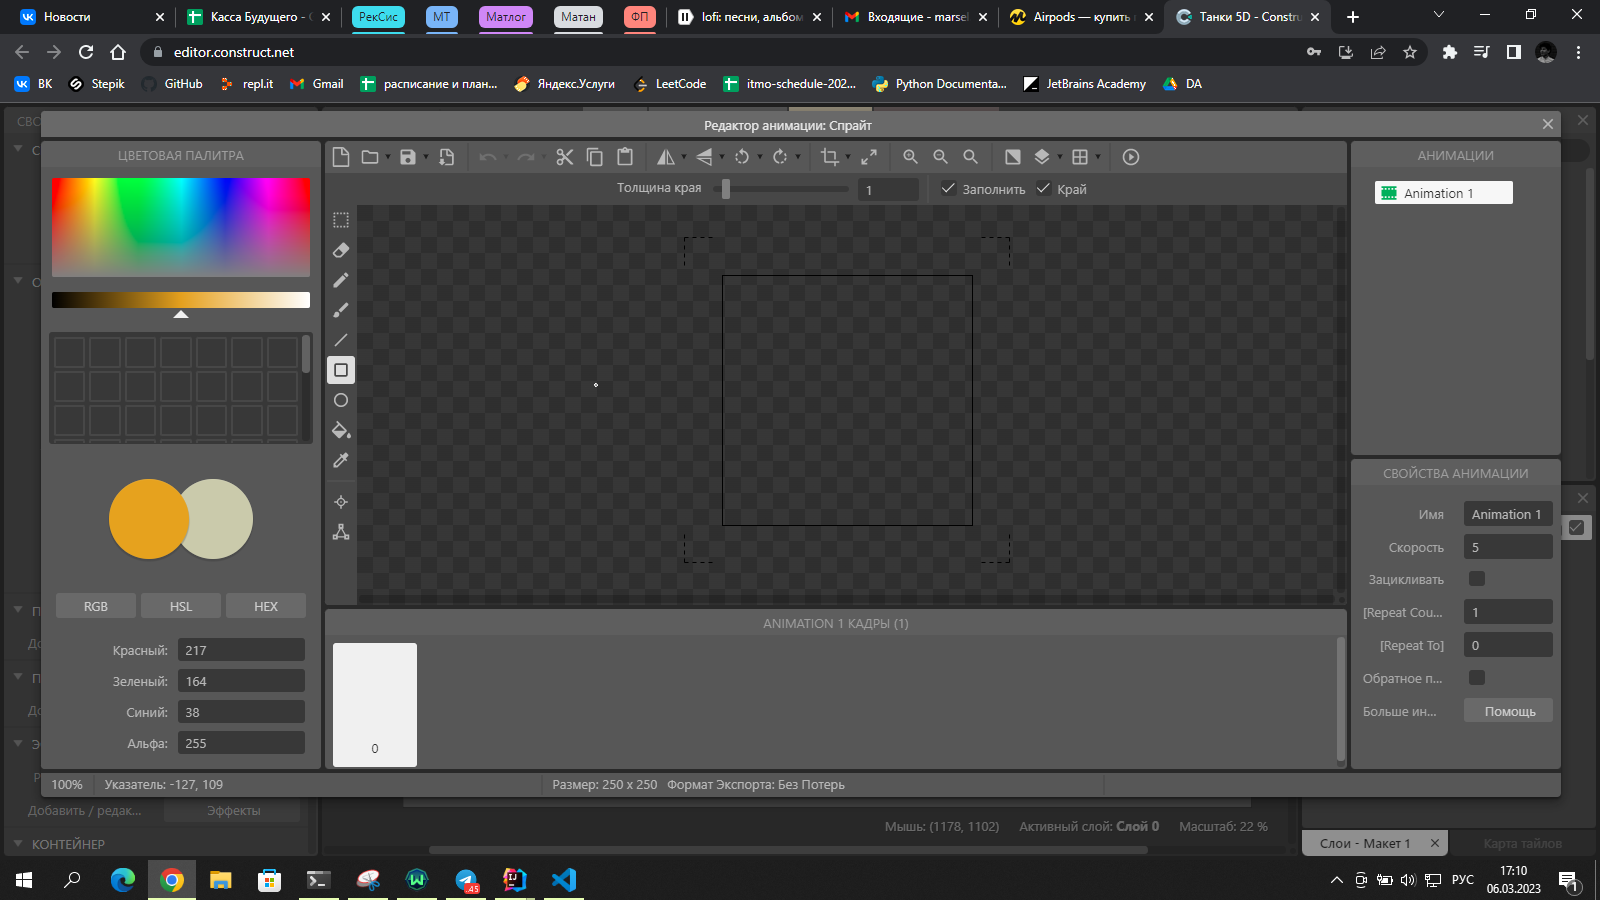 Новости
Касса Будущего - С
РекСис
МТ
Матлог
Матан
ФП
lofi: песни, альбом
Входящие - marsel
Airpods — купить
Танки 5D - Constru
editor.construct.net
ВК
Stepik
GitHub
repl.it
Gmail
расписание и план...
Яндекс.Услуги
LeetCode
itmo-schedule-202...
Python Documenta...
JetBrains Academy
DA
Редактор анимации: Спрайт
ЦВЕТОВАЯ ПАЛИТРА
АНИМАЦИИ
Толщина края
1
Заполнить
Край
Animation 1
СВОЙСТВА АНИМАЦИИ
Имя
Animation 1
Скорость
5
Зацикливать
[Repeat Cou...
1
[Repeat To]
0
Обратное п...
Больше ин...
Помощь
RGB
HSL
HEX
Красный:
217
Зеленый:
164
Синий:
38
Альфа:
255
ANIMATION 1 КАДРЫ (1)
0
100%
Указатель: -127, 109
Размер: 250 x 250
Формат Экспорта: Без Потерь
Добавить / редак...
Эффекты
КОНТЕЙНЕР
Мышь: (1178, 1102)
Активный слой: Слой 0
Масштаб: 22 %
Слои - Макет 1
Карта тайлов
45
РУС
17:10
06.03.2023
1